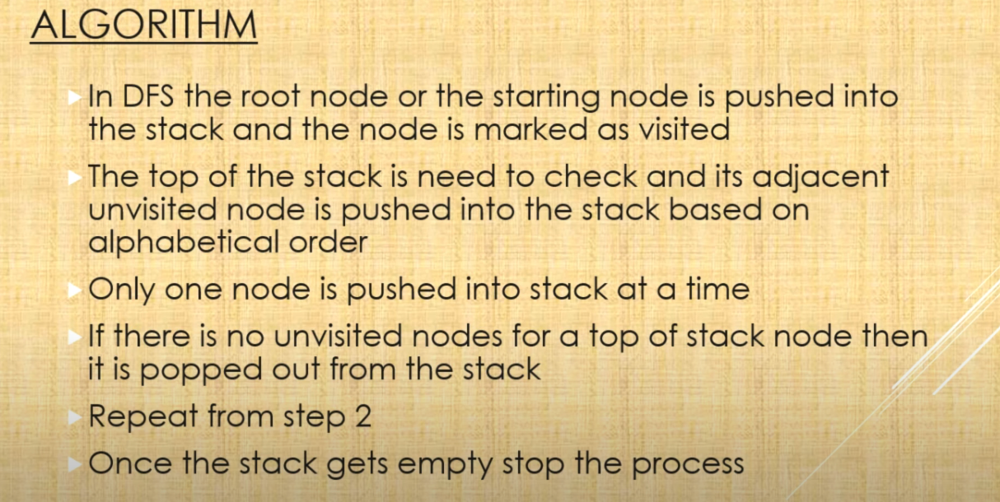 ALGORITHM
In DFS the root node or the starting node is pushed into
the stack and the node is marked as visited
The top of the stack is need to check and its adjacent
unvisited node is pushed into the stack based on
alphabetical order
Only one node is pushed into stack at a time
If there is no unvisited nodes for a top of stack node then
it is popped out from the stack
Repeat from step 2
Once the stack gets empty stop the process